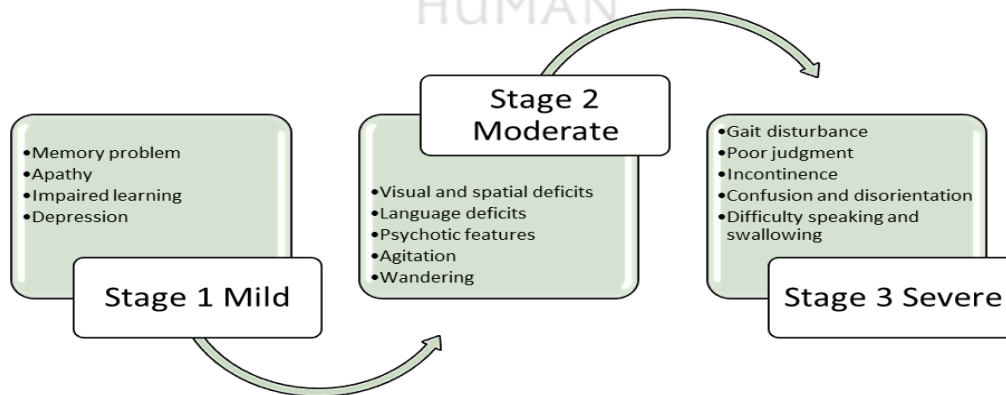 HUMAN
•Memory problem
•Apathy
•Impaired learning
•Depression
Stage 1 Mild
Stage 2
Moderate
•Visual and spatial deficits
•Language deficits
•Psychotic features
•Agitation
•Wandering
•Gait disturbance
•Poor judgment
•Incontinence
•Confusion and disorientation
•Difficulty speaking and
swallowing
Stage 3 Severe